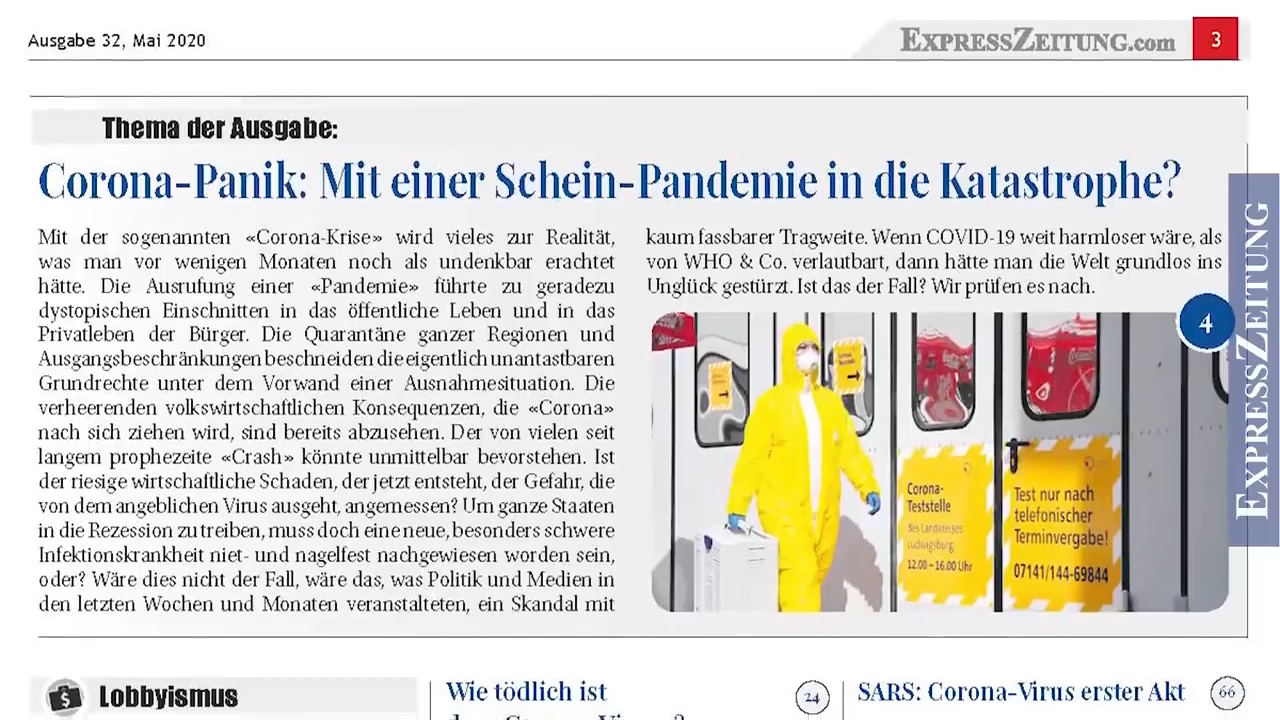 Ausgabe 32, Mai 2020
EXPRESSZEITUNG.com
3
Thema der Ausgabe:
Corona-Panik: Mit einer Schein-Pandemie in die Katastrophe?
Mit der sogenannten «Corona-Krise» wird vieles zur Realität,
was man vor wenigen Monaten noch als undenkbar erachtet
hätte. Die Ausrufung einer «Pandemie» führte zu geradezu
dystopischen Einschnitten in das öffentliche Leben und in das
Privatleben der Bürger. Die Quarantäne ganzer Regionen und
Ausgangsbeschränkungen beschneiden die eigentlich unantastbaren
Grundrechte unter dem Vorwand einer Ausnahmesituation. Die
verheerenden volkswirtschaftlichen Konsequenzen, die «Corona»
nach sich ziehen wird, sind bereits abzusehen. Der von vielen seit
langem prophezeite «Crash» könnte unmittelbar bevorstehen. Ist
der riesige wirtschaftliche Schaden, der jetzt entsteht, der Gefahr, die
von dem angeblichen Virus ausgeht, angemessen? Um ganze Staaten
in die Rezession zu treiben, muss doch eine neue, besonders schwere
Infektionskrankheit niet- und nagelfest nachgewiesen worden sein,
oder? Wäre dies nicht der Fall, wäre das, was Politik und Medien in
den letzten Wochen und Monaten veranstalteten, ein Skandal mit
kaum fassbarer Tragweite. Wenn COVID-19 weit harmloser wäre, als
von WHO & Co. verlautbart, dann hätte man die Welt grundlos ins
Unglück gestürzt. Ist das der Fall? Wir prüfen es nach.
4
Corona-
Teststelle
des Landkreises
Ludwigsburg
12.00 – 16.00 Uhr
Test nur nach
telefonischer
Terminvergabe!
07141/144-69844
EXPRESSZEITUNG
Lobbyismus
Wie tödlich ist
24
SARS: Corona-Virus erster Akt
66